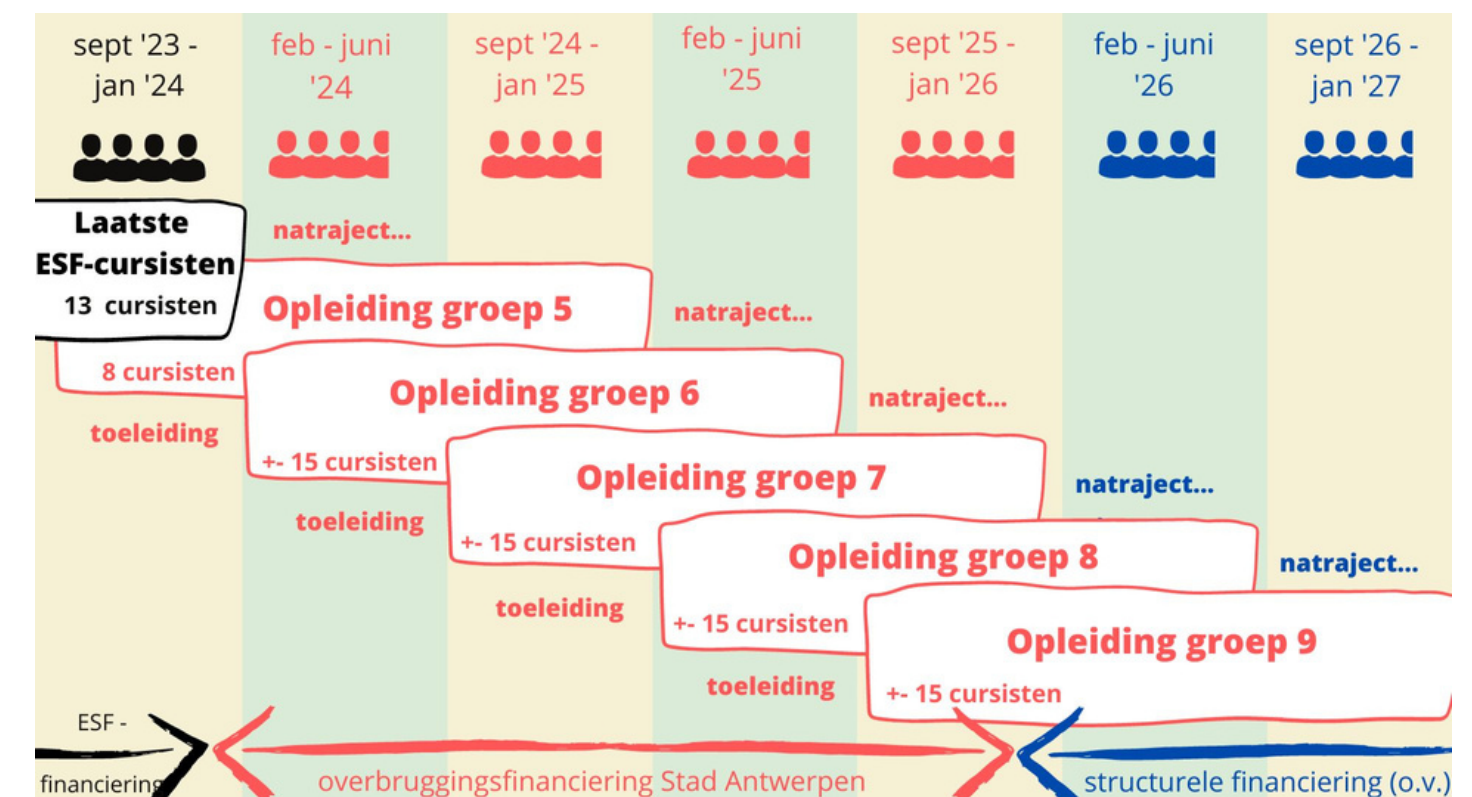 sept '23 -
jan '24
feb - juni
'24
sept '24 -
jan '25
feb - juni
'25
sept '25 -
jan '26
feb - juni
'26
sept '26 -
jan '27
Laatste
ESF-cursisten
13 cursisten
natraject...
Opleiding groep 5
8 cursisten
toeleiding
natraject...
Opleiding groep 6
+- 15 cursisten
toeleiding
natraject...
Opleiding groep 7
+- 15 cursisten
toeleiding
natraject...
Opleiding groep 8
+- 15 cursisten
toeleiding
natraject...
Opleiding groep 9
+- 15 cursisten
ESF -
financiering
overbruggingsfinanciering Stad Antwerpen
structurele financiering (o.v.)